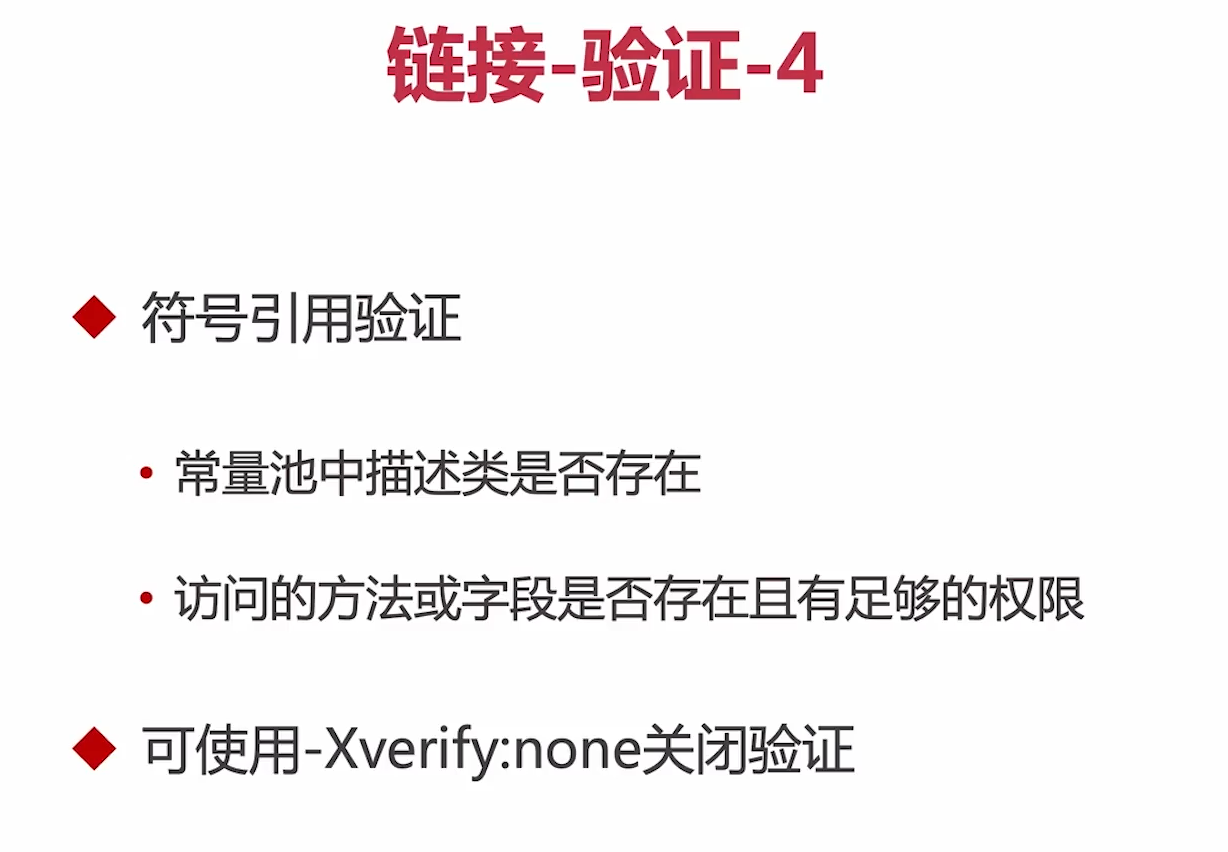 链接-验证-4
符号引用验证
常量池中描述类是否存在
访问的方法或字段是否存在且有足够的权限
可使用-Xverify:none关闭验证